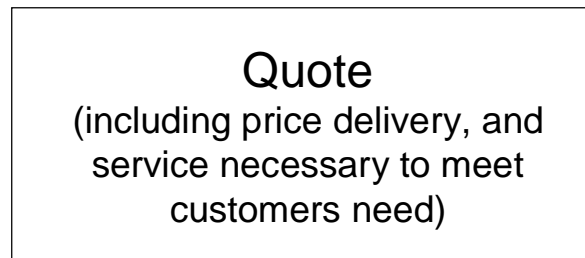 Quote
(including price delivery, and
service necessary to meet
customers need)